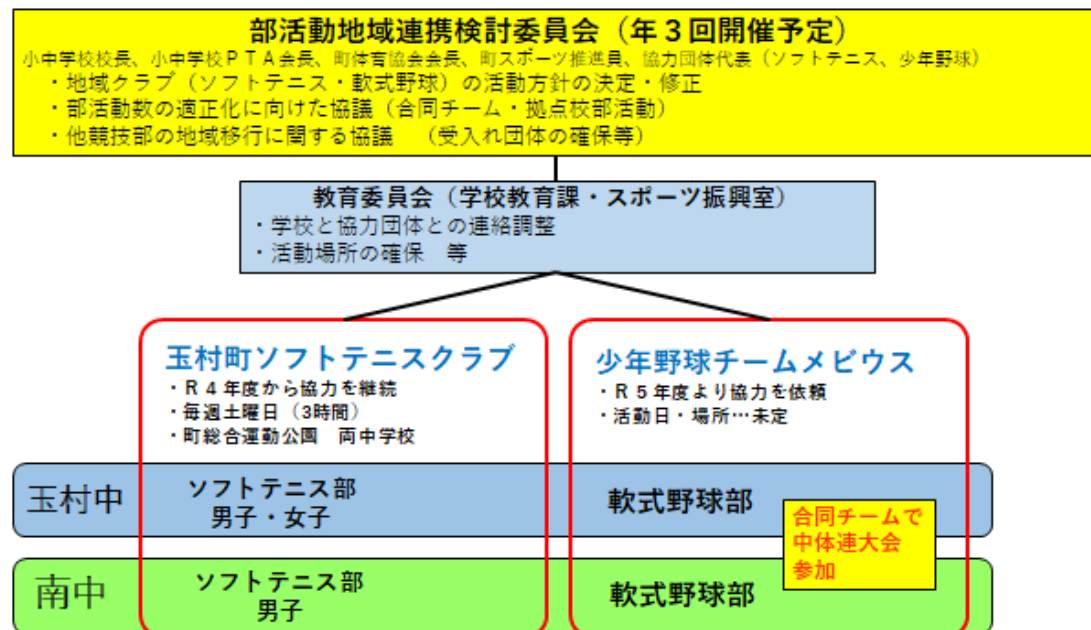 部活動地域連携検討委員会（年３回開催予定）
小中学校校長、小中学校ＰＴＡ会長、町体育協会会長、町スポーツ推進員、協力団体代表（ソフトテニス、少年野球）
・地域クラブ（ソフトテニス・軟式野球）の活動方針の決定・修正
・部活動数の適正化に向けた協議（合同チーム・拠点校部活動）
・他競技部の地域移行に関する協議　（受入れ団体の確保等）
教育委員会（学校教育課・スポーツ振興室）
・学校と協力団体との連絡調整
・活動場所の確保　等
玉村町ソフトテニスクラブ
・Ｒ４年度から協力を継続
・毎週土曜日（3時間）
・町総合運動公園　両中学校
少年野球チームメビウス
・Ｒ５年度より協力を依頼
・活動日・場所…未定
玉村中
ソフトテニス部
男子・女子
軟式野球部
合同チームで
中体連大会
参加
南中
ソフトテニス部
男子
軟式野球部